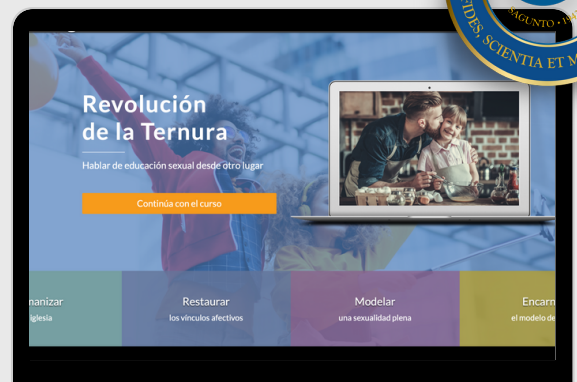 SAGUNTO
FIDES, SCIENTIA ET
Revolución
de la Ternura
Hablar de educación sexual desde otro lugar
Continúa con el curso
Restaurar
los vínculos afectivos
Modelar
una sexualidad plena
iglesia
el modelo